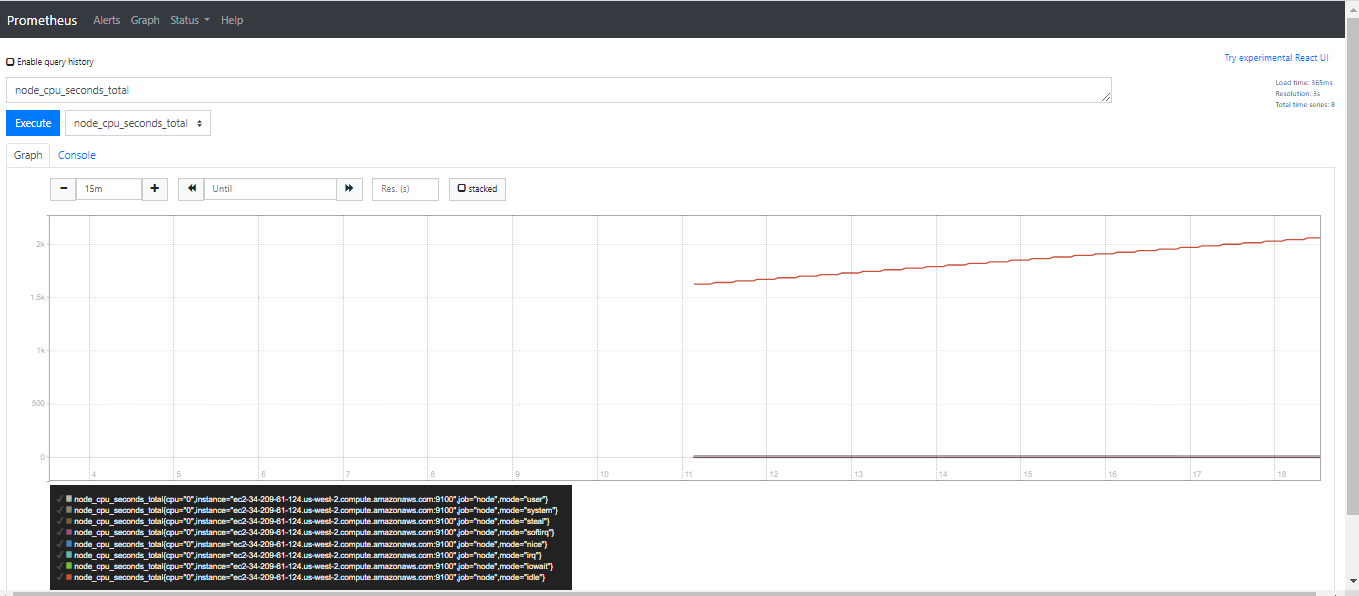 Prometheus Alerts Graph Status Help
Enable query history
Try experimental React UI
node_cpu_seconds_total
Load time: 365ms
Resolution: 3s
Total time series: 8
Execute node_cpu_seconds_total
Graph Console
15m Until Res. (s) stacked
2k
1.5k
1k
500
0
4 5 6 7 8 9 10 11 12 13 14 15 16 17 18
node_cpu_seconds_total{cpu="0",instance="ec2-34-209-61-124.us-west-2.compute.amazonaws.com:9100",job="node",mode="user"}
node_cpu_seconds_total{cpu="0",instance="ec2-34-209-61-124.us-west-2.compute.amazonaws.com:9100",job="node",mode="system"}
node_cpu_seconds_total{cpu="0",instance="ec2-34-209-61-124.us-west-2.compute.amazonaws.com:9100",job="node",mode="steal"}
node_cpu_seconds_total{cpu="0",instance="ec2-34-209-61-124.us-west-2.compute.amazonaws.com:9100",job="node",mode="softirq"}
node_cpu_seconds_total{cpu="0",instance="ec2-34-209-61-124.us-west-2.compute.amazonaws.com:9100",job="node",mode="nice"}
node_cpu_seconds_total{cpu="0",instance="ec2-34-209-61-124.us-west-2.compute.amazonaws.com:9100",job="node",mode="irq"}
node_cpu_seconds_total{cpu="0",instance="ec2-34-209-61-124.us-west-2.compute.amazonaws.com:9100",job="node",mode="iowait"}
node_cpu_seconds_total{cpu="0",instance="ec2-34-209-61-124.us-west-2.compute.amazonaws.com:9100",job="node",mode="idle"}